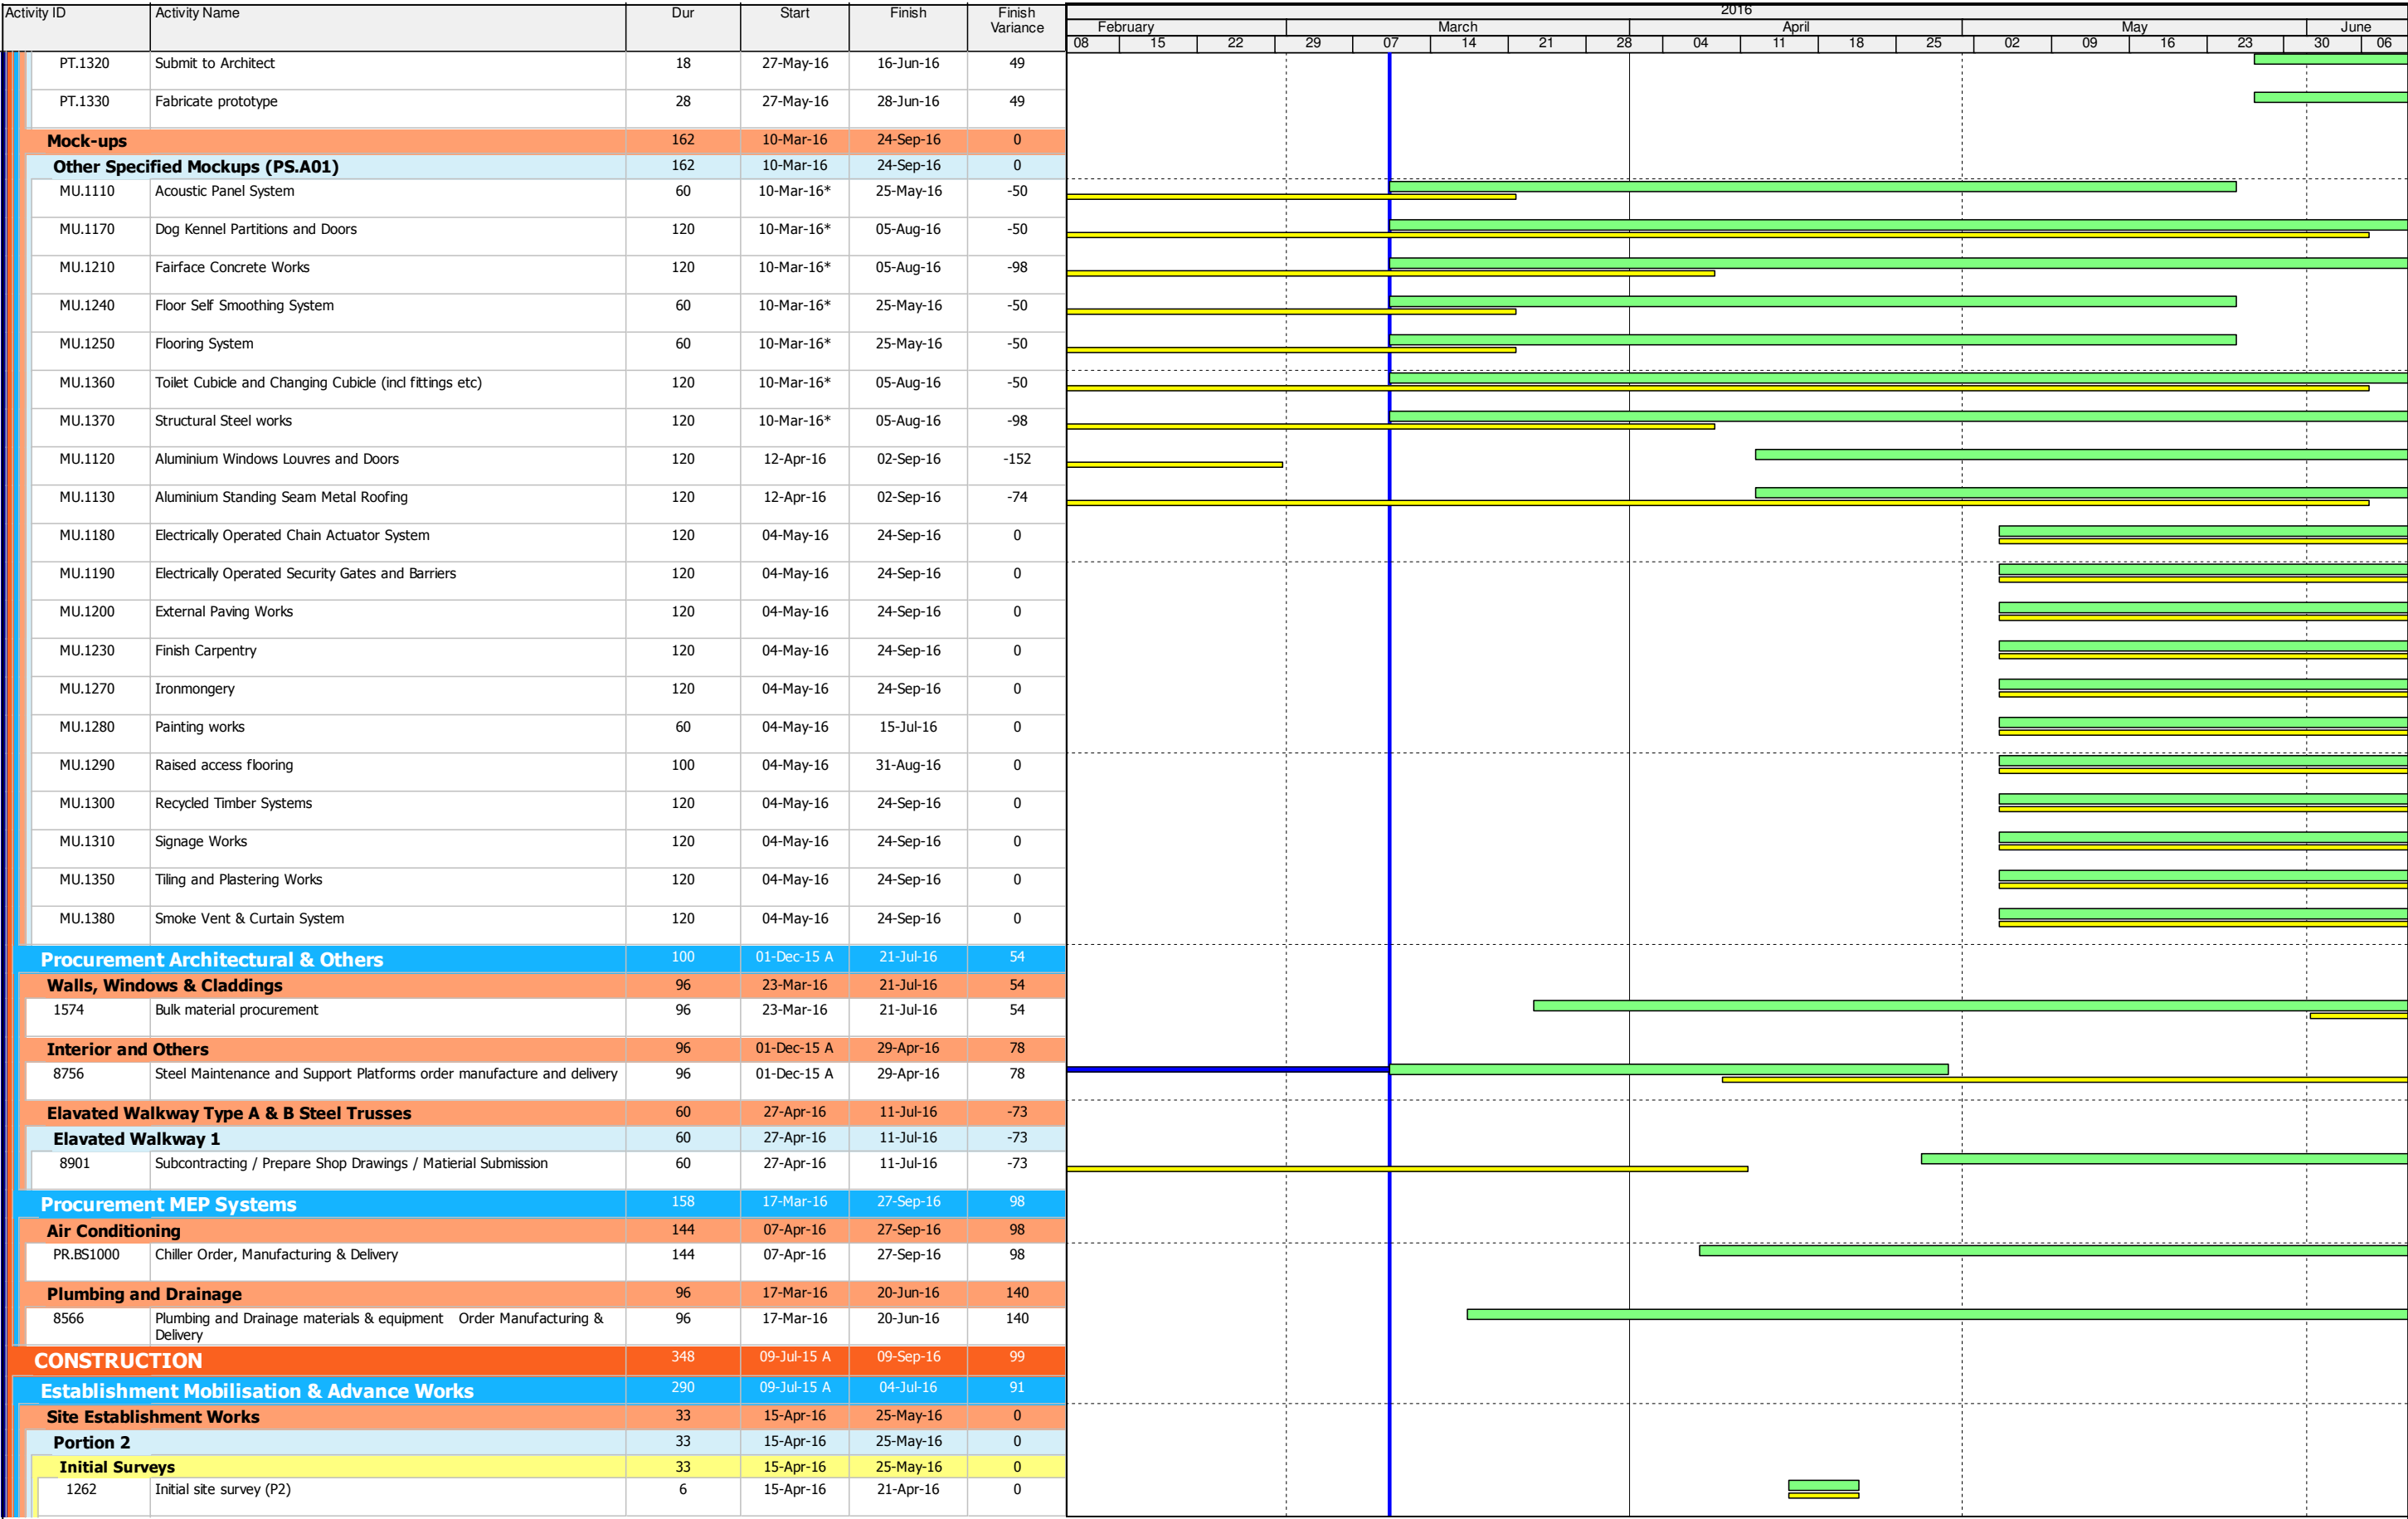 Activity ID Activity Name Dur Start Finish Finish Variance 2016
February March April May June
08 15 22 29 07 14 21 28 04 11 18 25 02 09 16 23 30 06
PT.1320 Submit to Architect 18 27-May-16 16-Jun-16 49
PT.1330 Fabricate prototype 28 27-May-16 28-Jun-16 49
Mock-ups 162 10-Mar-16 24-Sep-16 0
Other Specified Mockups (PS.A01) 162 10-Mar-16 24-Sep-16 0
MU.1110 Acoustic Panel System 60 10-Mar-16* 25-May-16 -50
MU.1170 Dog Kennel Partitions and Doors 120 10-Mar-16* 05-Aug-16 -50
MU.1210 Fairface Concrete Works 120 10-Mar-16* 05-Aug-16 -98
MU.1240 Floor Self Smoothing System 60 10-Mar-16* 25-May-16 -50
MU.1250 Flooring System 60 10-Mar-16* 25-May-16 -50
MU.1360 Toilet Cubicle and Changing Cubicle (incl fittings etc) 120 10-Mar-16* 05-Aug-16 -50
MU.1370 Structural Steel works 120 10-Mar-16* 05-Aug-16 -98
MU.1120 Aluminium Windows Louvres and Doors 120 12-Apr-16 02-Sep-16 -152
MU.1130 Aluminium Standing Seam Metal Roofing 120 12-Apr-16 02-Sep-16 -74
MU.1180 Electrically Operated Chain Actuator System 120 04-May-16 24-Sep-16 0
MU.1190 Electrically Operated Security Gates and Barriers 120 04-May-16 24-Sep-16 0
MU.1200 External Paving Works 120 04-May-16 24-Sep-16 0
MU.1230 Finish Carpentry 120 04-May-16 24-Sep-16 0
MU.1270 Ironmongery 120 04-May-16 24-Sep-16 0
MU.1280 Painting works 60 04-May-16 15-Jul-16 0
MU.1290 Raised access flooring 100 04-May-16 31-Aug-16 0
MU.1300 Recycled Timber Systems 120 04-May-16 24-Sep-16 0
MU.1310 Signage Works 120 04-May-16 24-Sep-16 0
MU.1350 Tiling and Plastering Works 120 04-May-16 24-Sep-16 0
MU.1380 Smoke Vent & Curtain System 120 04-May-16 24-Sep-16 0
Procurement Architectural & Others 100 01-Dec-15 A 21-Jul-16 54
Walls, Windows & Claddings 96 23-Mar-16 21-Jul-16 54
1574 Bulk material procurement 96 23-Mar-16 21-Jul-16 54
Interior and Others 96 01-Dec-15 A 29-Apr-16 78
8756 Steel Maintenance and Support Platforms order manufacture and delivery 96 01-Dec-15 A 29-Apr-16 78
Elavated Walkway Type A & B Steel Trusses 60 27-Apr-16 11-Jul-16 -73
Elavated Walkway 1 60 27-Apr-16 11-Jul-16 -73
8901 Subcontracting / Prepare Shop Drawings / Matierial Submission 60 27-Apr-16 11-Jul-16 -73
Procurement MEP Systems 158 17-Mar-16 27-Sep-16 98
Air Conditioning 144 07-Apr-16 27-Sep-16 98
PR.BS1000 Chiller Order, Manufacturing & Delivery 144 07-Apr-16 27-Sep-16 98
Plumbing and Drainage 96 17-Mar-16 20-Jun-16 140
8566 Plumbing and Drainage materials & equipment Order Manufacturing & 96 17-Mar-16 20-Jun-16 140
Delivery
CONSTRUCTION 348 09-Jul-15 A 09-Sep-16 99
Establishment Mobilisation & Advance Works 290 09-Jul-15 A 04-Jul-16 91
Site Establishment Works 33 15-Apr-16 25-May-16 0
Portion 2 33 15-Apr-16 25-May-16 0
Initial Surveys 33 15-Apr-16 25-May-16 0
1262 Initial site survey (P2) 6 15-Apr-16 21-Apr-16 0